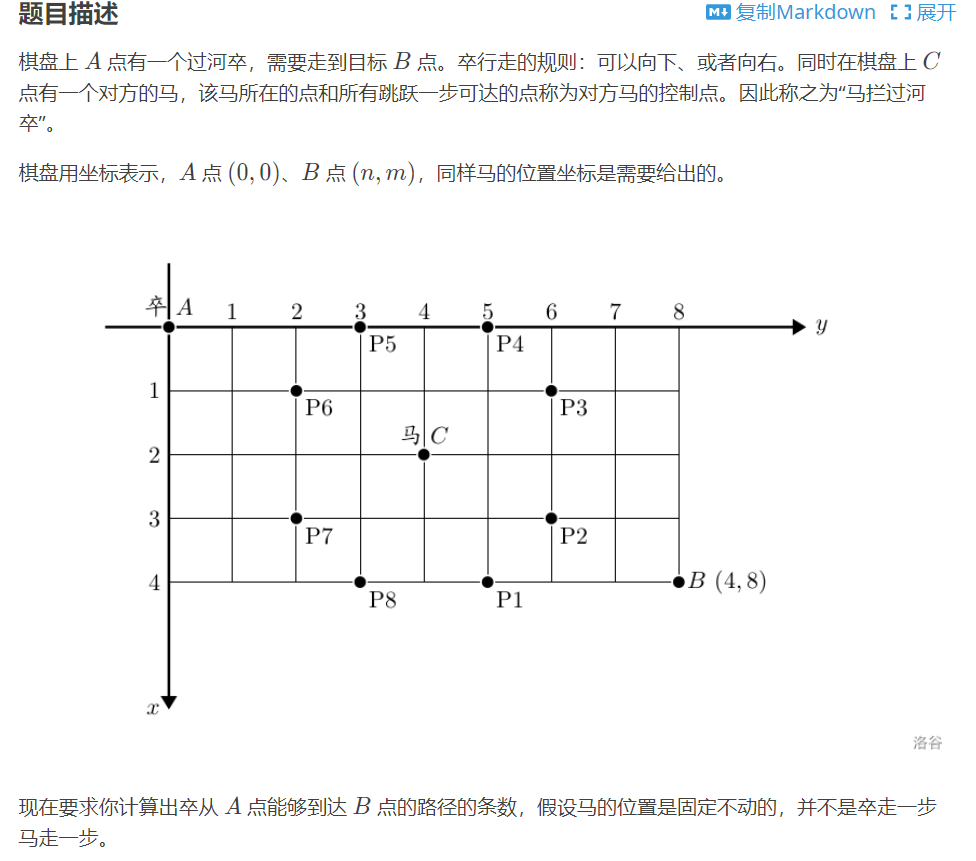 题目描述
M↓ 复制Markdown 展开
棋盘上 A 点有一个过河卒，需要走到目标 B 点。卒行走的规则：可以向下、或者向右。同时在棋盘上 C
点有一个对方的马，该马所在的点和所有跳跃一步可达的点称为对方马的控制点。因此称之为“马拦过河
卒”。
棋盘用坐标表示，A 点 (0, 0)、B 点 (n, m)，同样马的位置坐标是需要给出的。
卒 A 1 2 3 4 5 6 7 8
y
P5 P4
1
P6 P3
马 C
2
3
P7 P2
4 B (4, 8)
P8 P1
x
洛谷
现在要求你计算出卒从 A 点能够到达 B 点的路径的条数，假设马的位置是固定不动的，并不是卒走一步
马走一步。